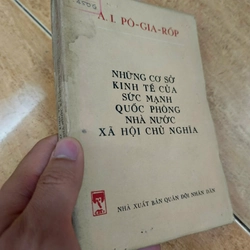 A. I. PÔ-GIA-RỐP
NHỮNG CƠ SỞ
KINH TẾ CỦA
SỨC MẠNH
QUỐC PHÒNG
NHÀ NƯỚC
XÃ HỘI CHỦ NGHĨA
NHÀ XUẤT BẢN QUÂN ĐỘI NHÂN DÂN